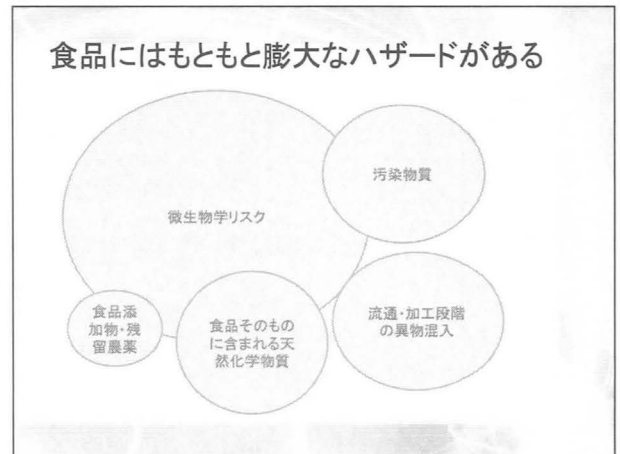 食品にはもともと膨大なハザードがある
汚染物質
微生物学リスク
食品添
加物・残
留農薬
食品そのもの
に含まれる天
然化学物質
流通・加工段階
の異物混入